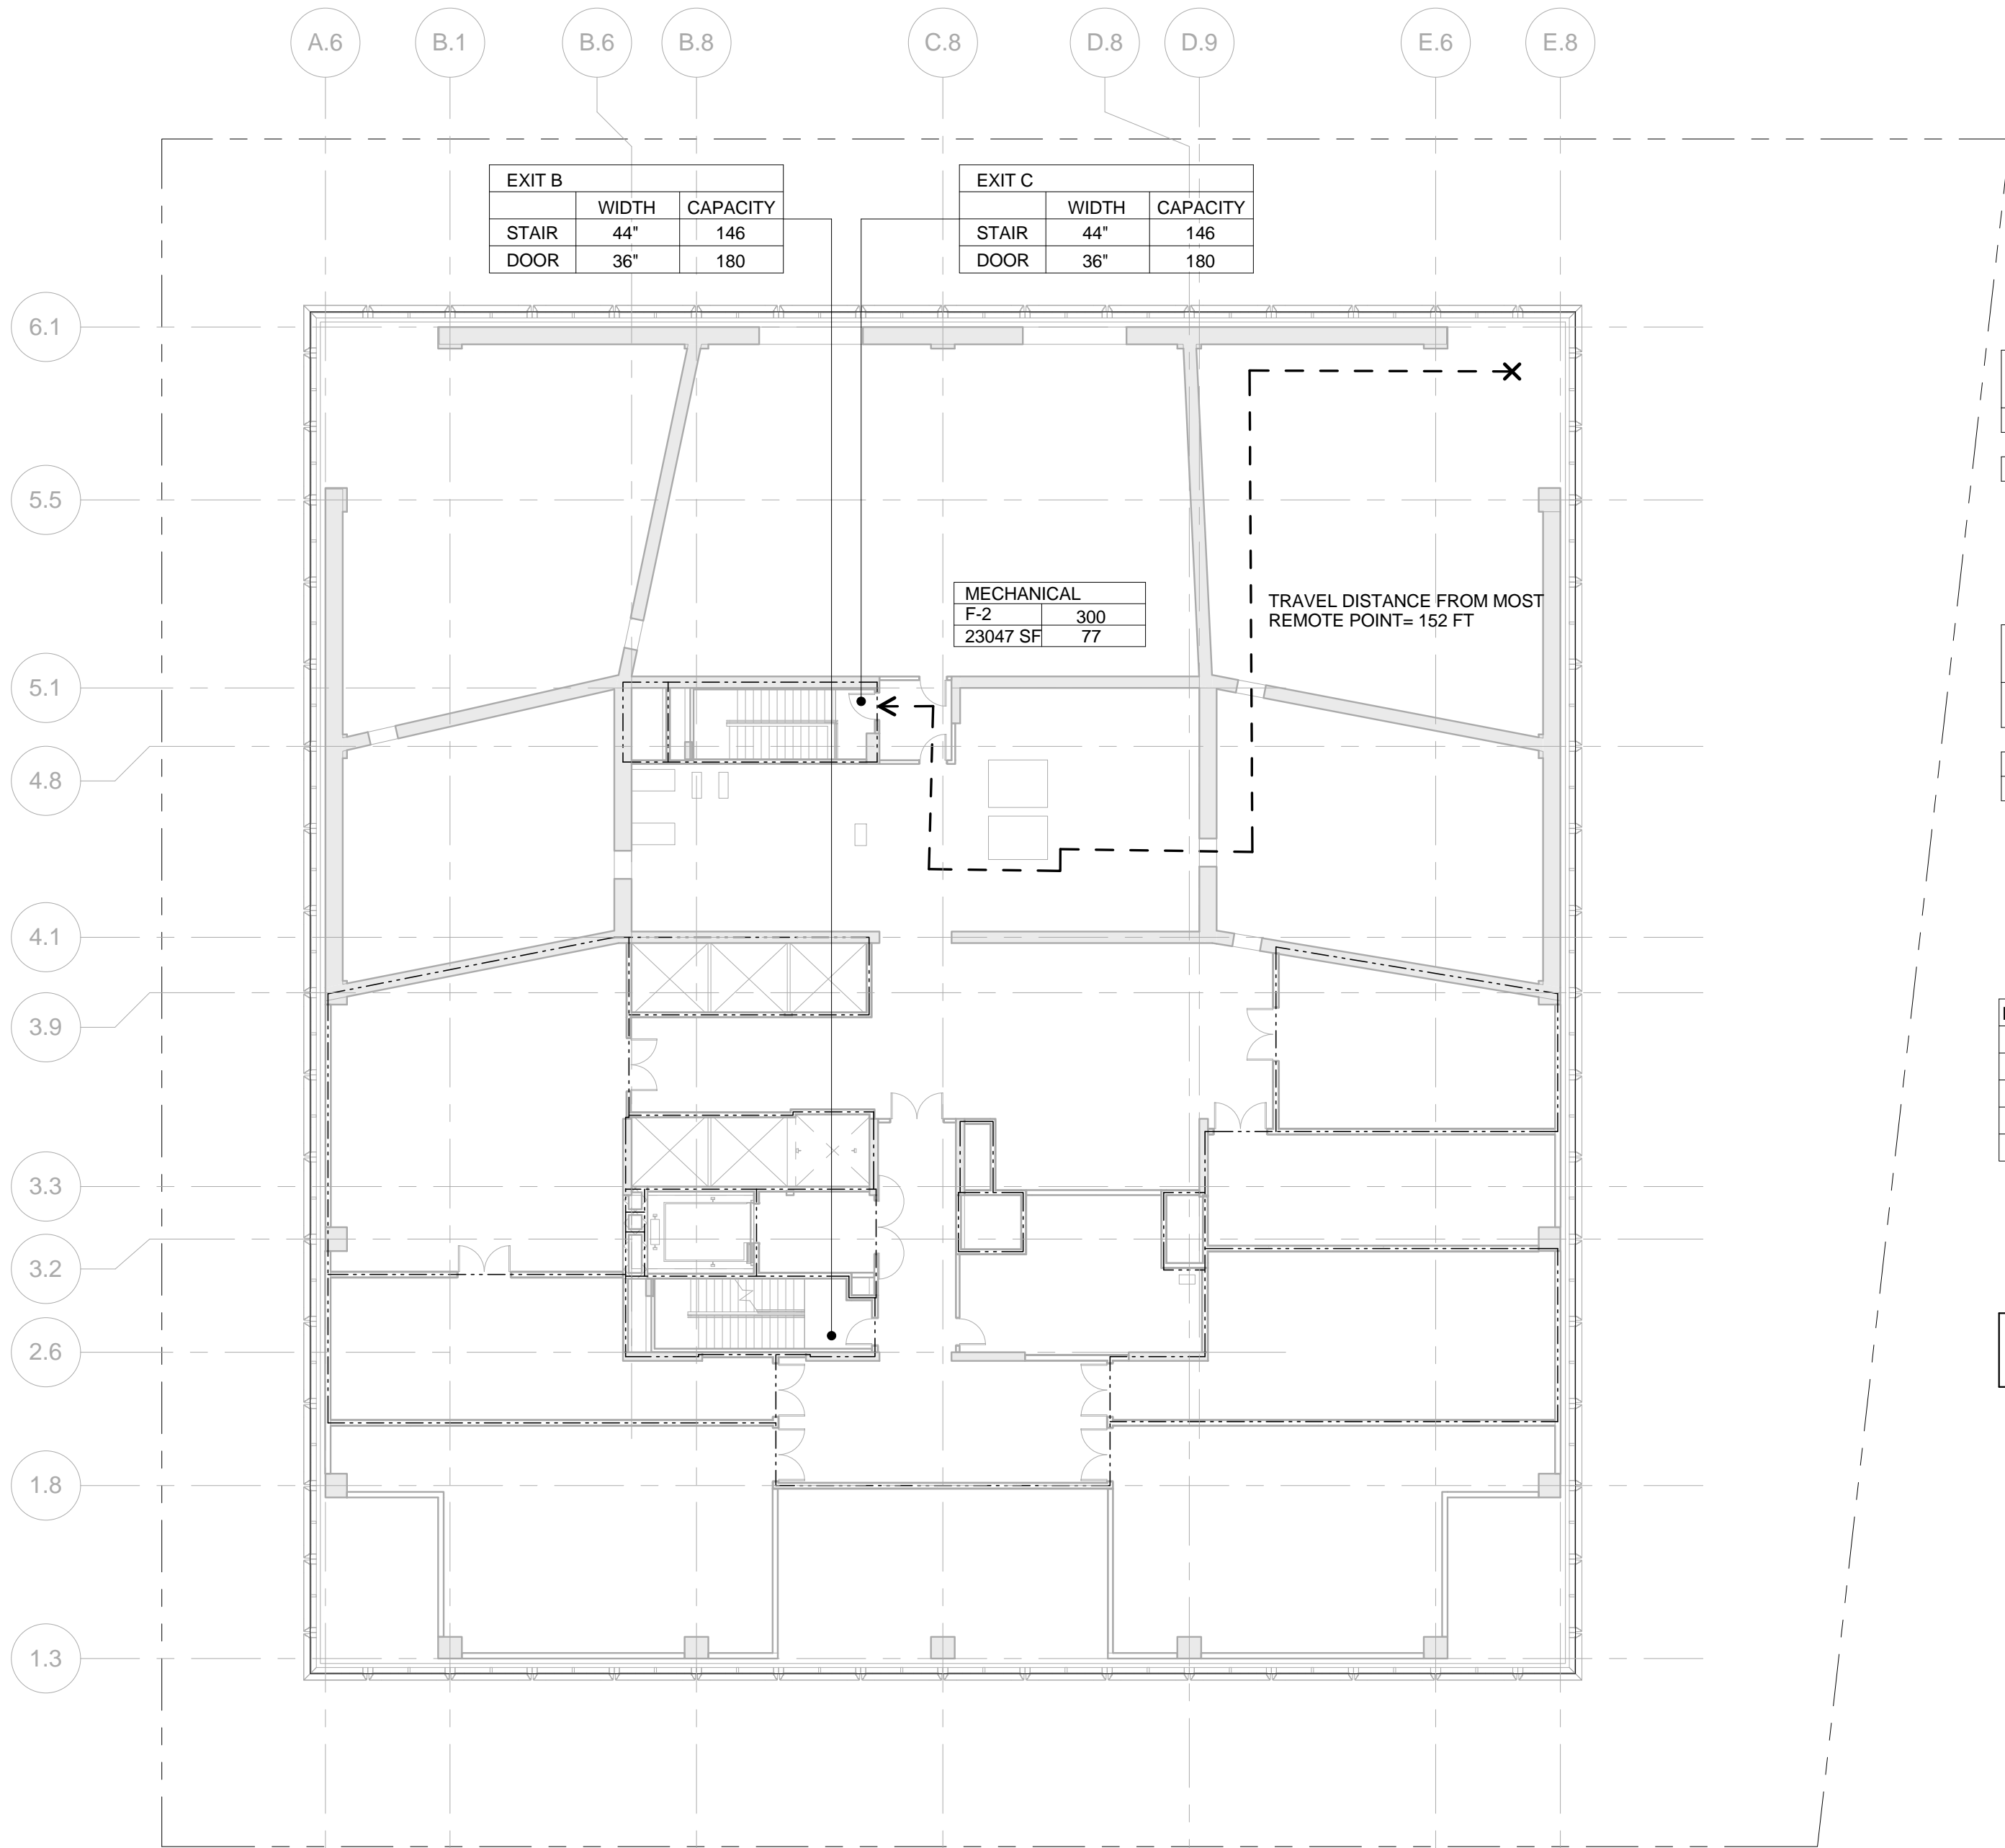 A.6 B.1 B.6 B.8 C.8 D.8 D.9 E.6 E.8
EXIT B
WIDTH CAPACITY
STAIR 44" 146
DOOR 36" 180
EXIT C
WIDTH CAPACITY
STAIR 44" 146
DOOR 36" 180
6.1
5.5
MECHANICAL
F-2 300
23047 SF 77
TRAVEL DISTANCE FROM MOST
REMOTE POINT= 152 FT
5.1
4.8
4.1
3.9
3.3
3.2
2.6
1.8
1.3